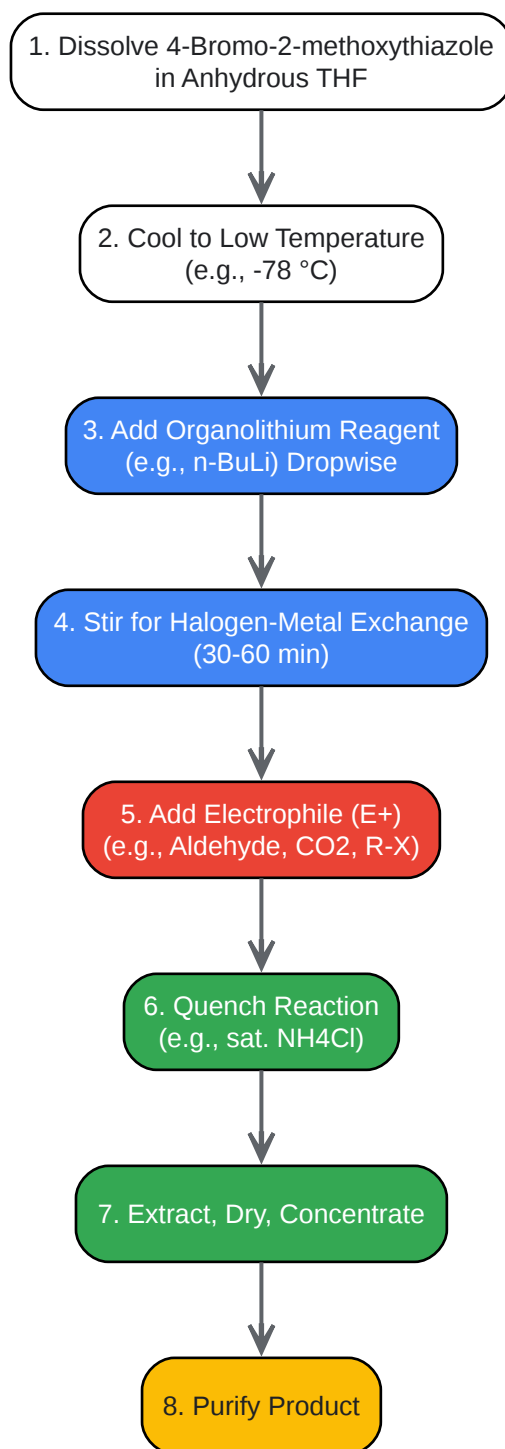 1. Dissolve 4-Bromo-2-methoxythiazole
in Anhydrous THF
2. Cool to Low Temperature
(e.g., -78 °C)
3. Add Organolithium Reagent
(e.g., n-BuLi) Dropwise
4. Stir for Halogen-Metal Exchange
(30-60 min)
5. Add Electrophile (E+)
(e.g., Aldehyde, CO2, R-X)
6. Quench Reaction
(e.g., sat. NH4Cl)
7. Extract, Dry, Concentrate
8. Purify Product